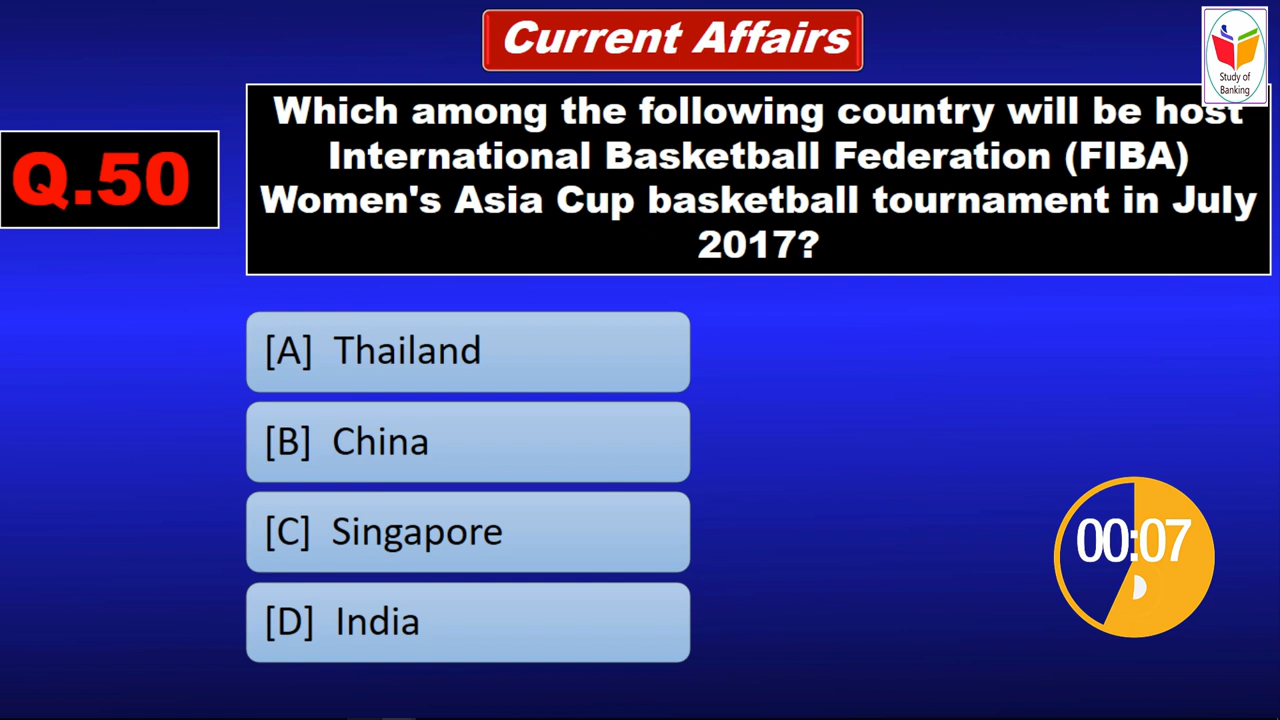 Current Affairs
Study of
Banking
Q.50
Which among the following country will be host
International Basketball Federation (FIBA)
Women's Asia Cup basketball tournament in July
2017?
[A] Thailand
[B] China
[C] Singapore
[D] India
00:07